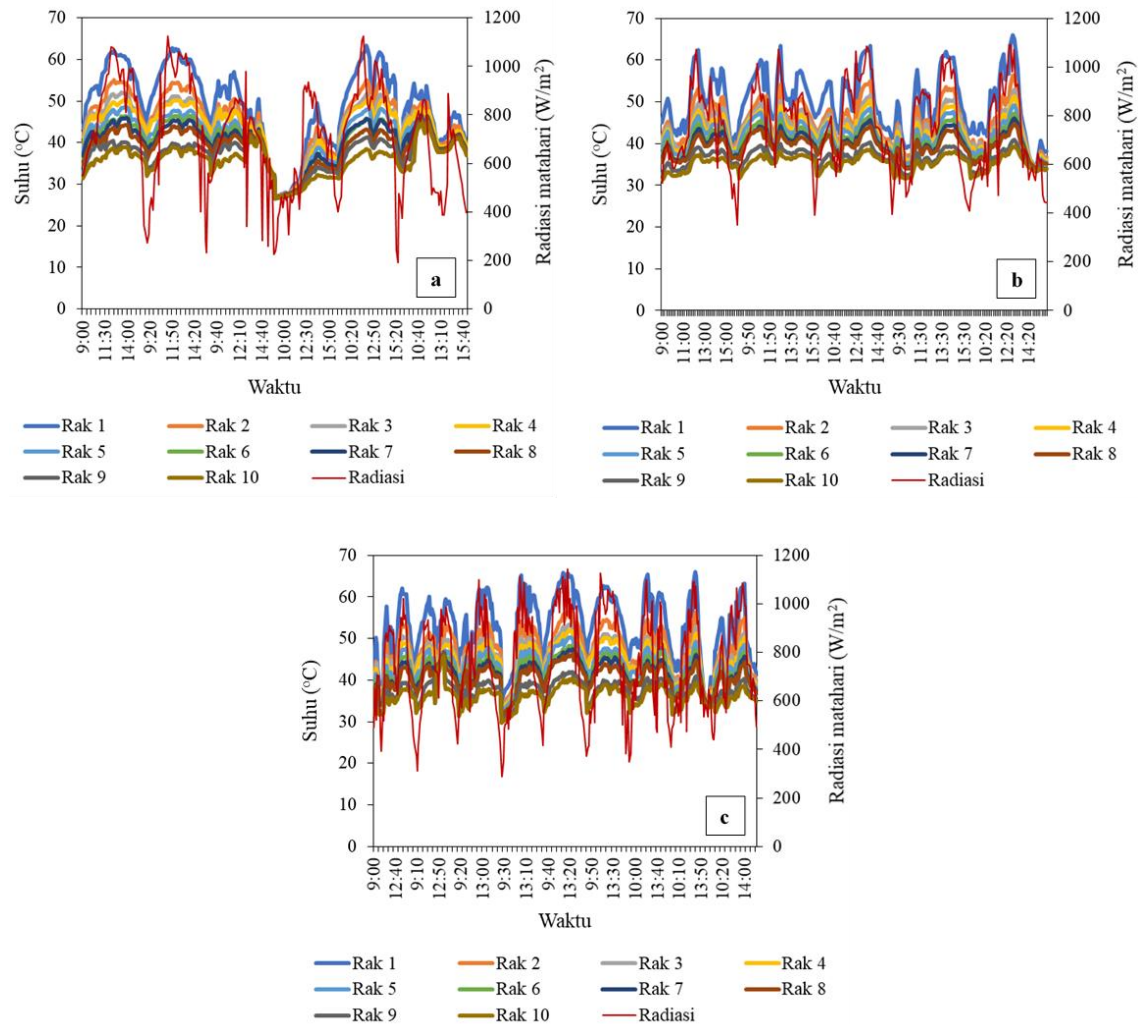 70
60
50
40
30
20
10
0
Suhu (°C)
1200
1000
800
600
400
200
0
Radiasi matahari (W/m²)
a
9:00 11:30 14:00 9:20 11:50 14:20 9:40 12:10 14:40 10:00 12:30 15:00 10:20 12:50 15:20 10:40 13:10 15:40
Waktu
Rak 1 Rak 2 Rak 3 Rak 4
Rak 5 Rak 6 Rak 7 Rak 8
Rak 9 Rak 10 Radiasi
70
60
50
40
30
20
10
0
Suhu (°C)
1200
1000
800
600
400
200
0
Radiasi matahari (W/m²)
b
9:00 11:00 13:00 15:00 9:50 11:50 13:50 15:50 10:40 12:40 14:40 9:30 11:30 13:30 15:30 10:20 12:20 14:20
Waktu
Rak 1 Rak 2 Rak 3 Rak 4
Rak 5 Rak 6 Rak 7 Rak 8
Rak 9 Rak 10 Radiasi
70
60
50
40
30
20
10
0
Suhu (°C)
1200
1000
800
600
400
200
0
Radiasi matahari (W/m²)
c
9:00 12:40 9:10 12:50 9:20 13:00 9:30 13:10 9:40 13:20 9:50 13:30 10:00 13:40 10:10 13:50 10:20 14:00
Waktu
Rak 1 Rak 2 Rak 3 Rak 4
Rak 5 Rak 6 Rak 7 Rak 8
Rak 9 Rak 10 Radiasi